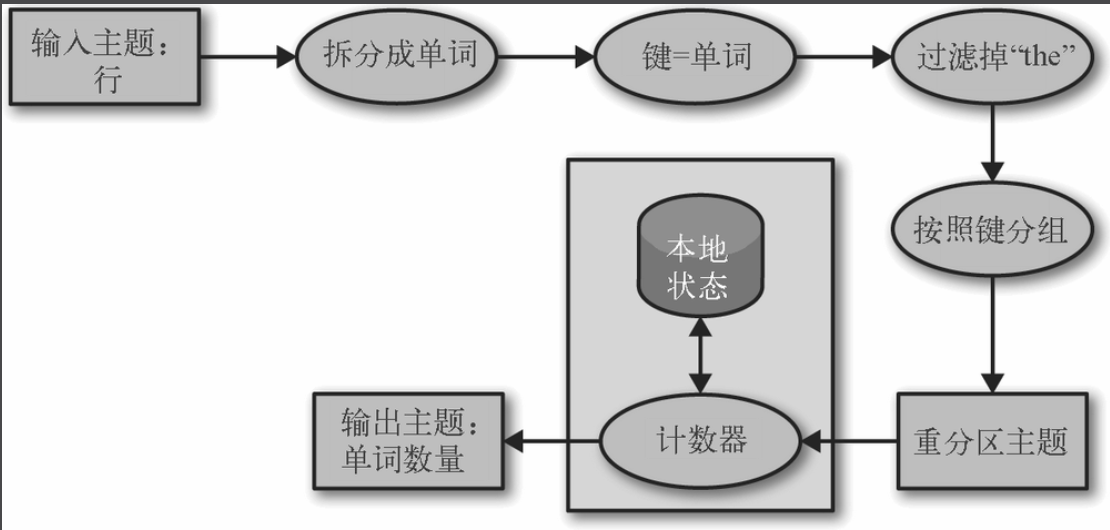 输入主题：
行
拆分成单词
键=单词
过滤掉“the”
按照键分组
本地
状态
输出主题：
单词数量
计数器
重分区主题